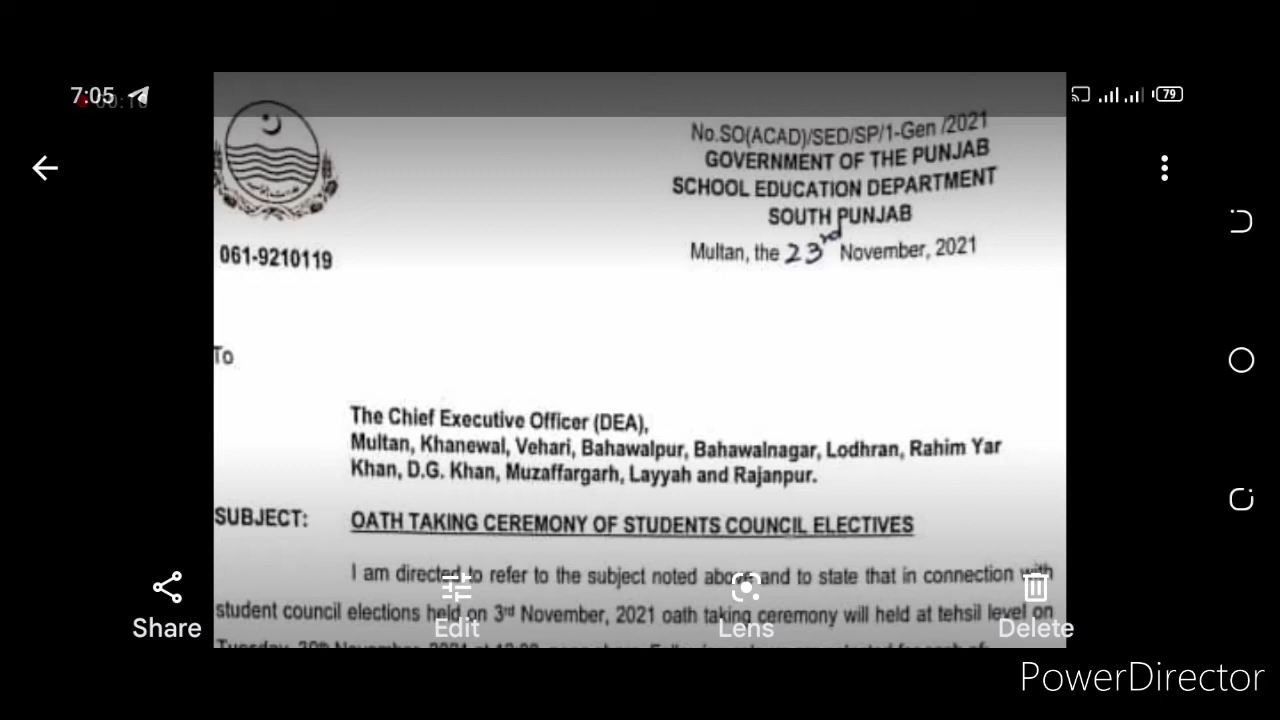 7:05
79
No.SO(ACAD)/SED/SP/1-Gen /2021
GOVERNMENT OF THE PUNJAB
SCHOOL EDUCATION DEPARTMENT
SOUTH PUNJAB
Multan, the 23rd November, 2021
061-9210119
To
The Chief Executive Officer (DEA),
Multan, Khanewal, Vehari, Bahawalpur, Bahawalnagar, Lodhran, Rahim Yar
Khan, D.G. Khan, Muzaffargarh, Layyah and Rajanpur.
SUBJECT: OATH TAKING CEREMONY OF STUDENTS COUNCIL ELECTIVES
I am directed to refer to the subject noted above and to state that in connection with
student council elections held on 3rd November, 2021 oath taking ceremony will held at tehsil level on
Share
Edit
Lens
Delete
PowerDirector